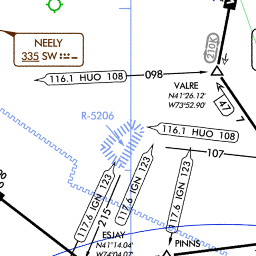 210K
NEELY
335 SW
116.1 HUO 108
098
VALRE
N41°26.12'
W73°52.90'
47
7
R-5206
116.1 HUO 108
107
117.6 IGN 123
117.6 IGN 123
117.6 IGN 123
215
ESJAY
N41°14.04'
W74°04.07'
PINNS